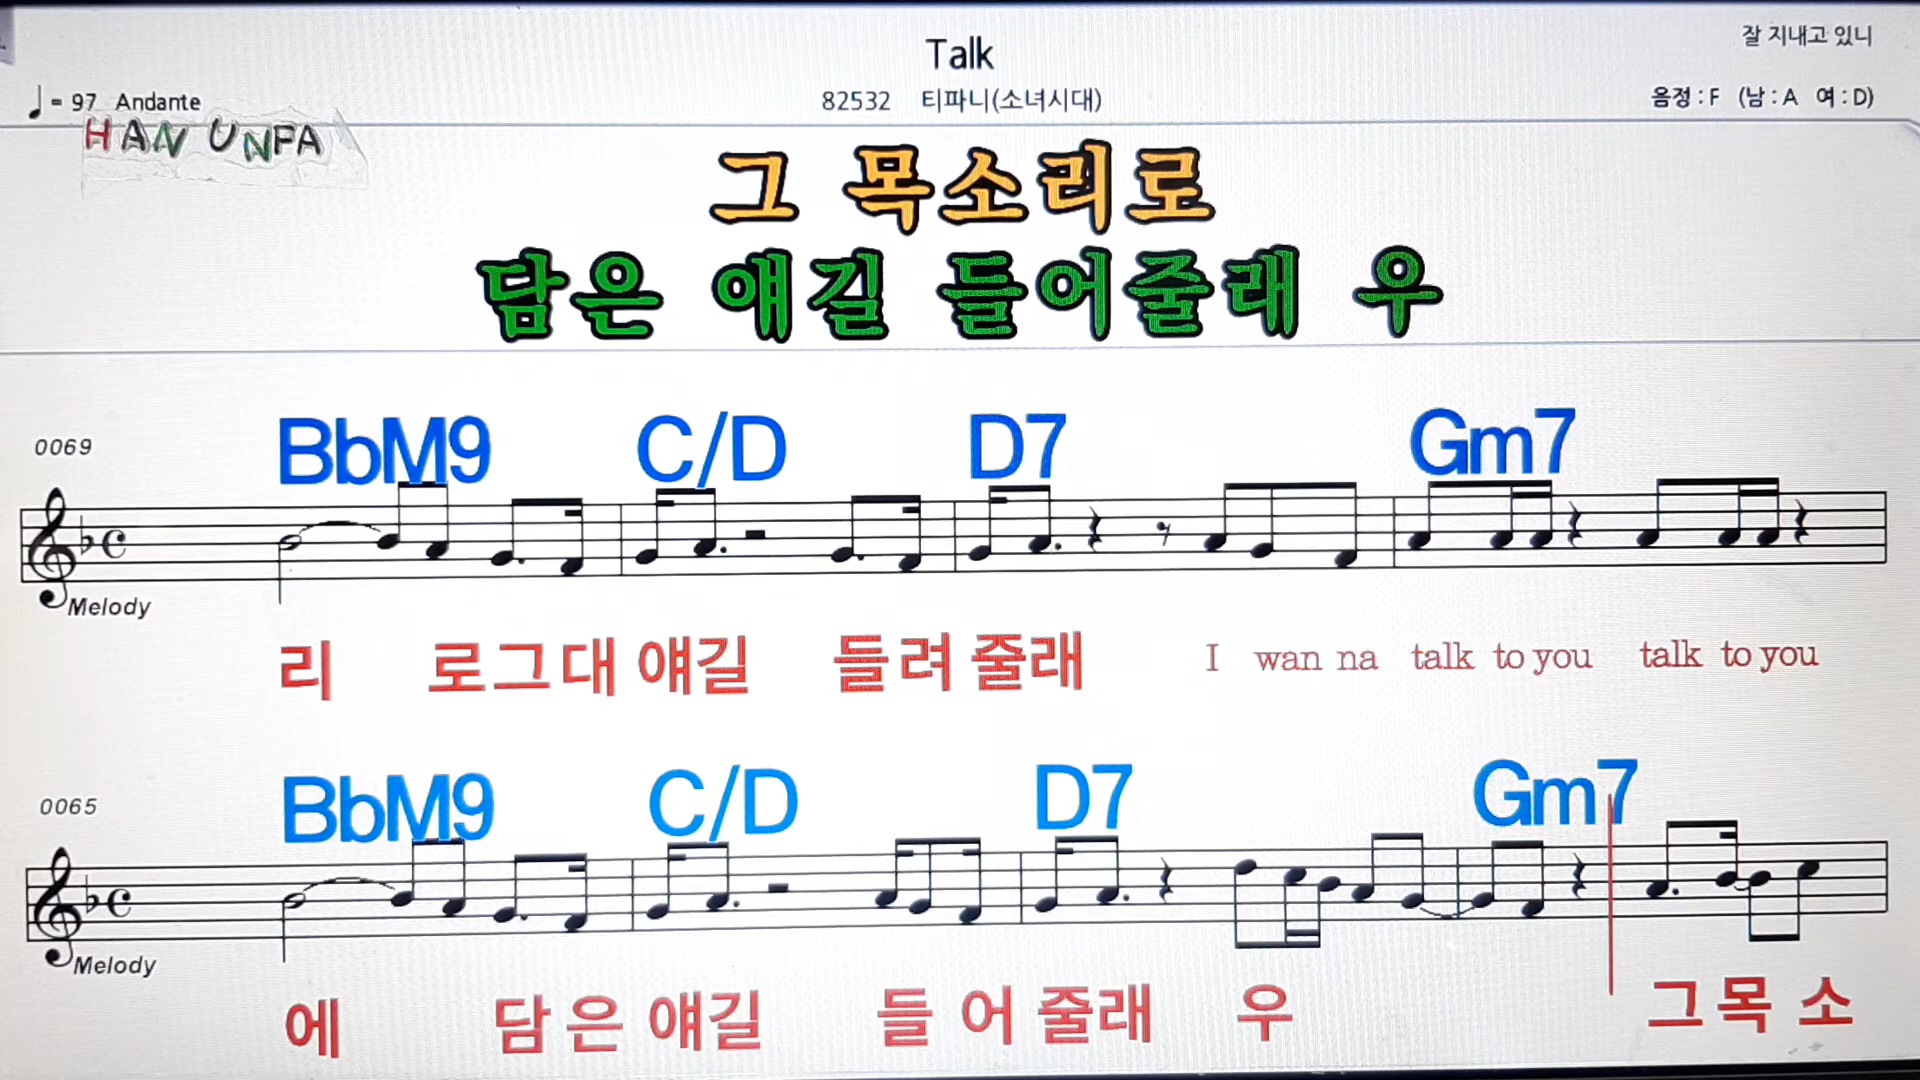 Talk
잘 지내고 있니
♩= 97 Andante
82532 티파니(소녀시대)
음정 : F (남 : A 여 : D)
HAN UNFA
그 목소리로
담은 얘길 들어줄래 우
0069
BbM9 C/D D7 Gm7
Melody
리 로그대 얘길 들려 줄래 I wan na talk to you talk to you
0065
BbM9 C/D D7 Gm7
Melody
에 담은 얘길 들어 줄래 우 그목소